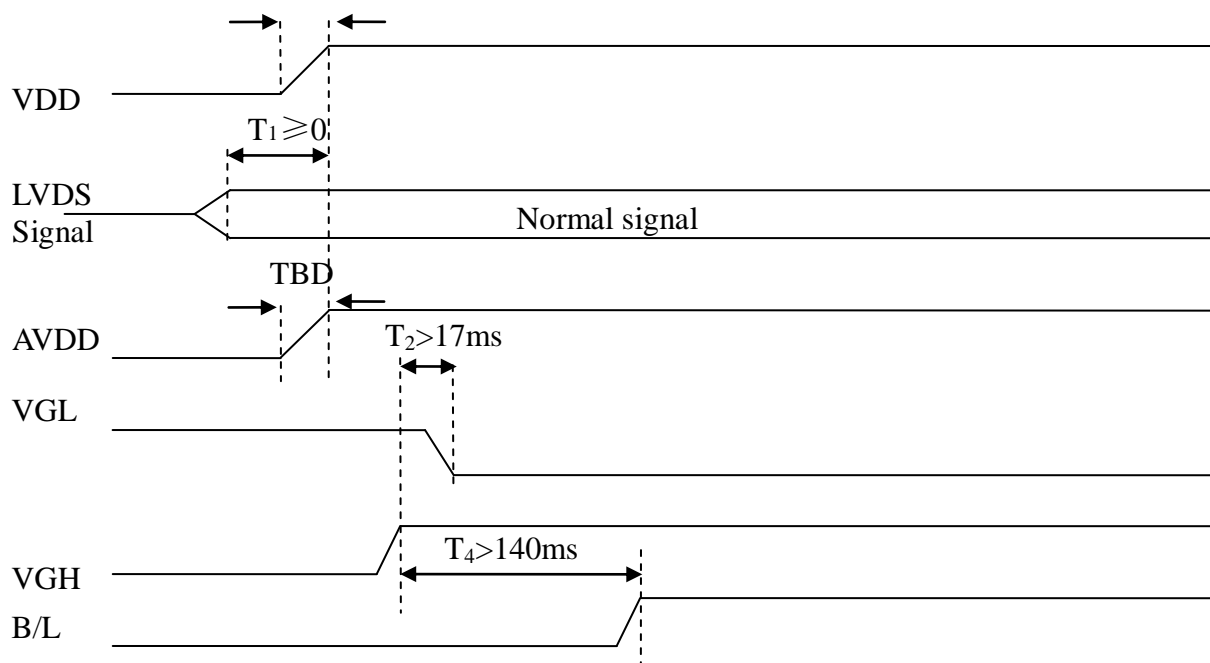 VDD
T₁≥0
LVDS
Signal
Normal signal
TBD
AVDD
T₂>17ms
VGL
T₄>140ms
VGH
B/L